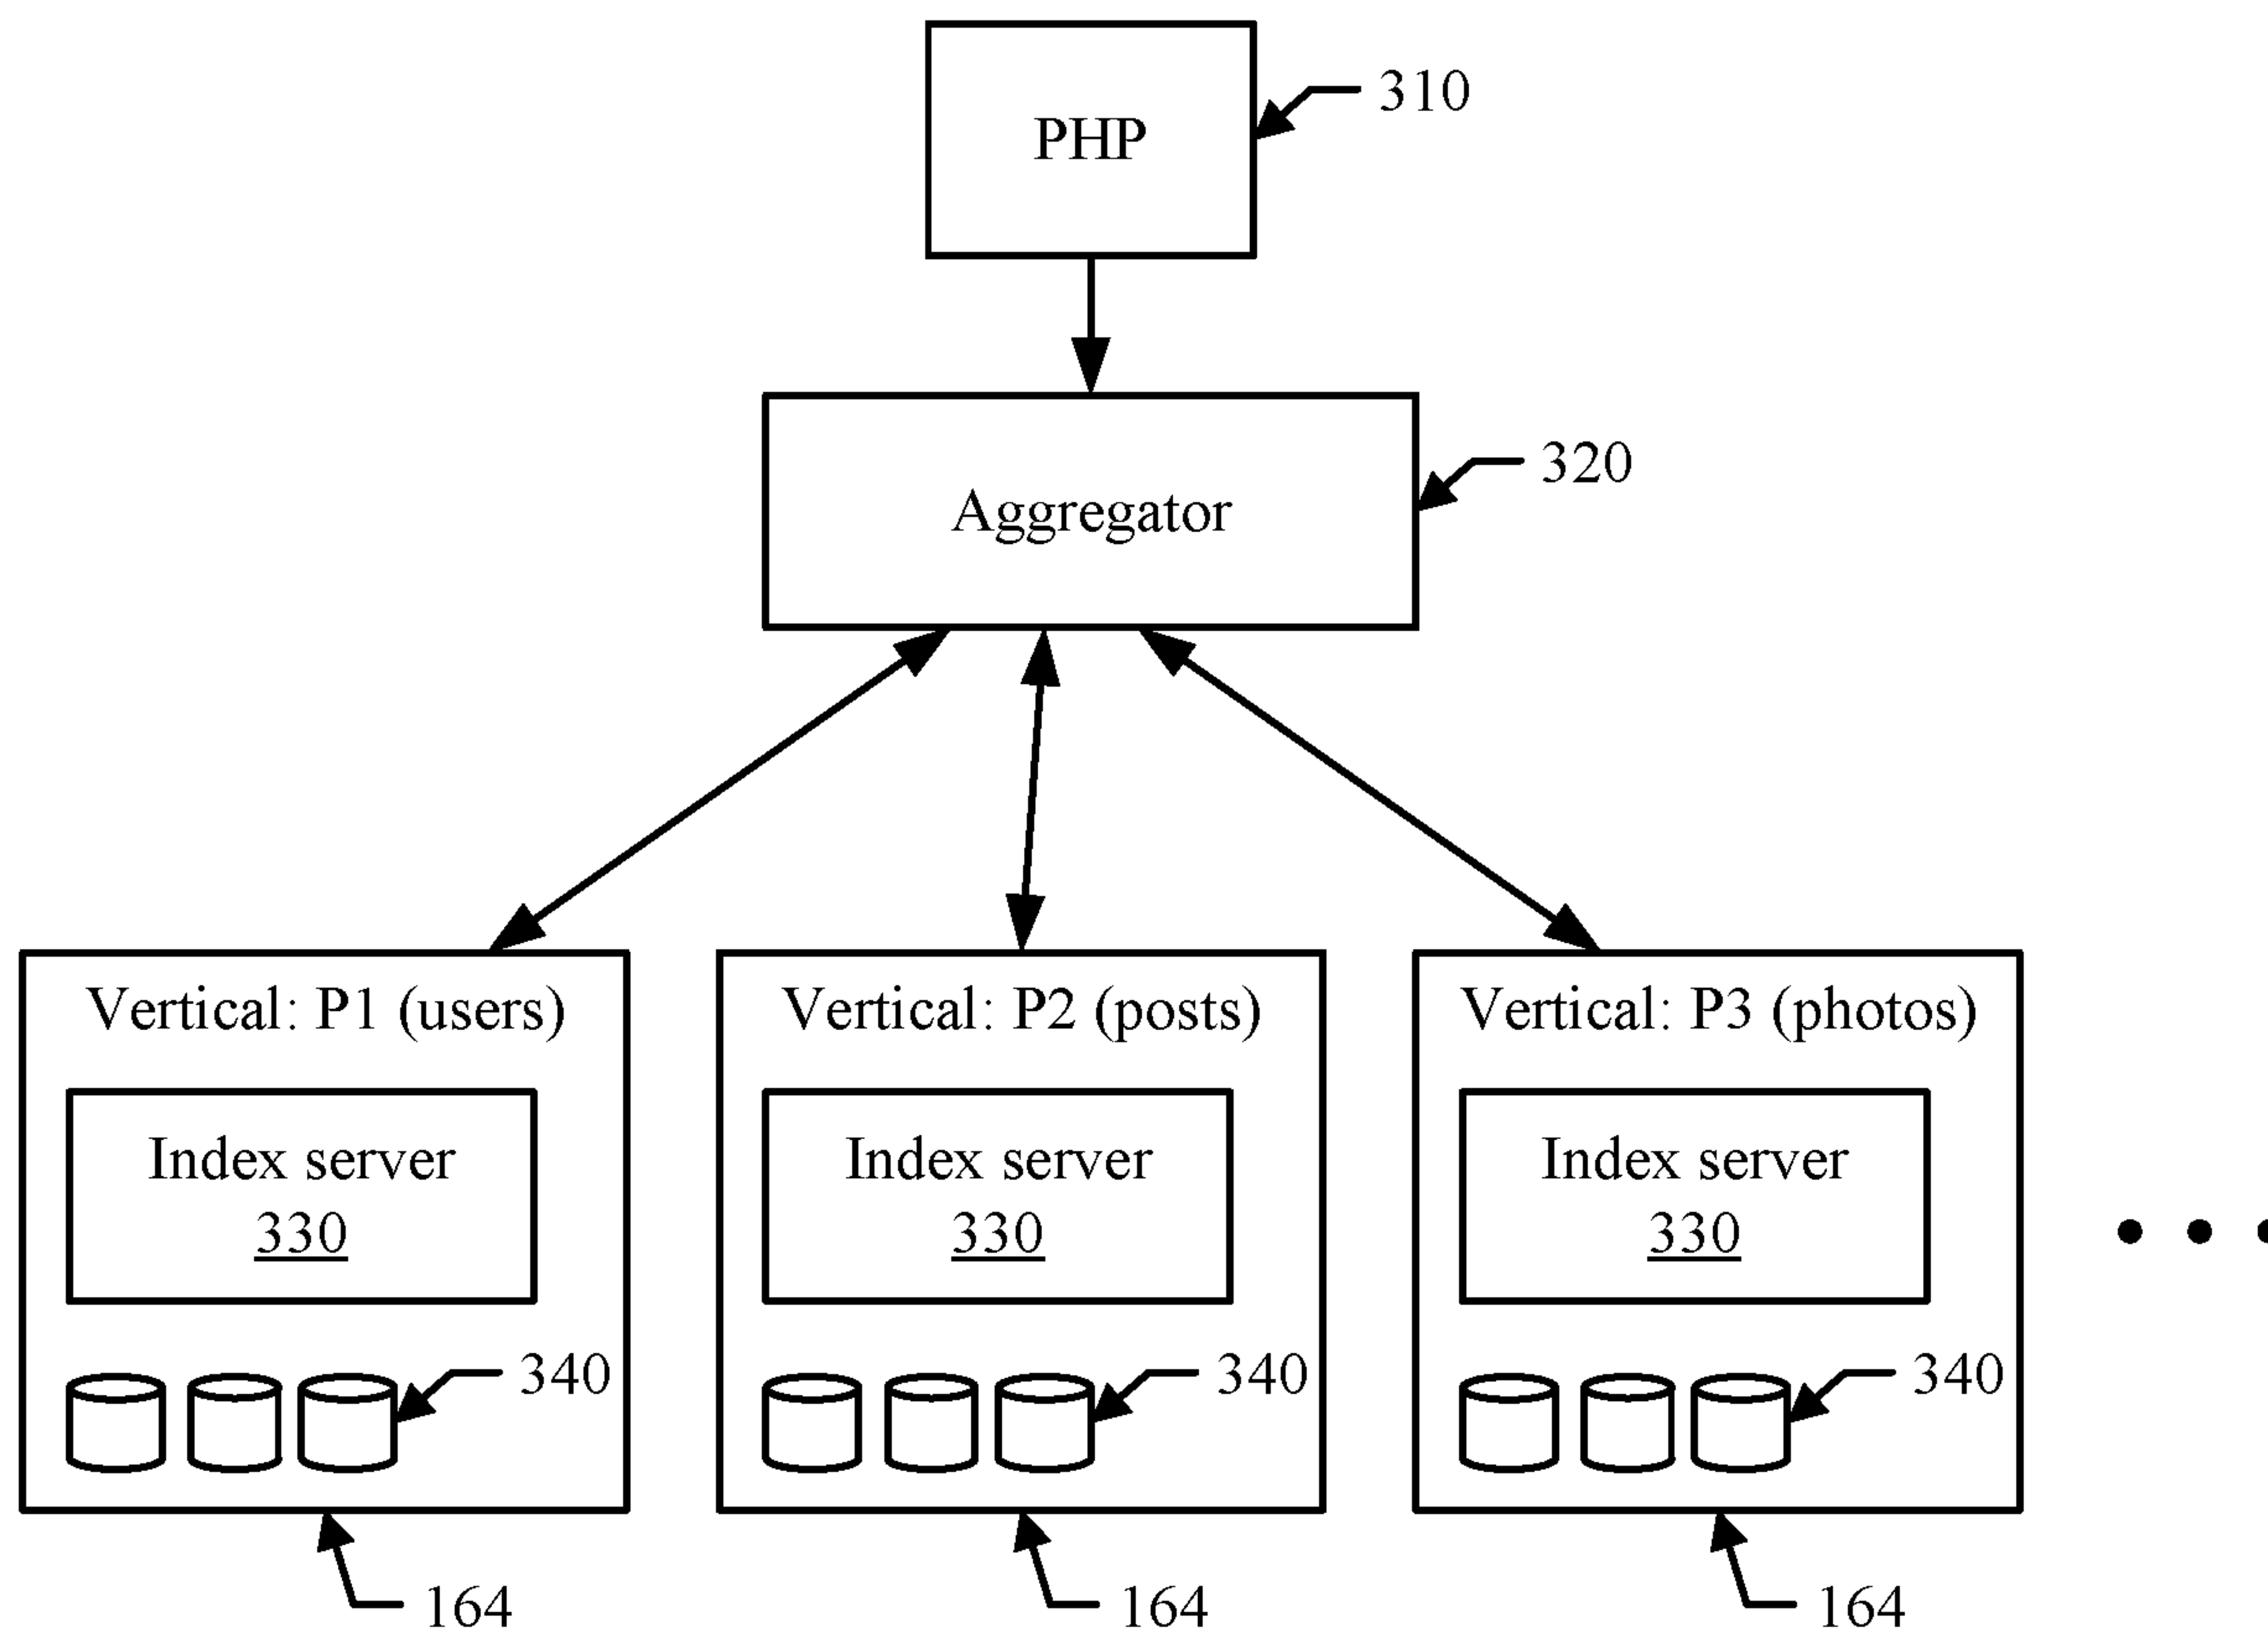 PHP
310
Aggregator
320
Vertical: P1 (users)
Index server
330
340
164
Vertical: P2 (posts)
Index server
330
340
164
Vertical: P3 (photos)
Index server
330
340
164